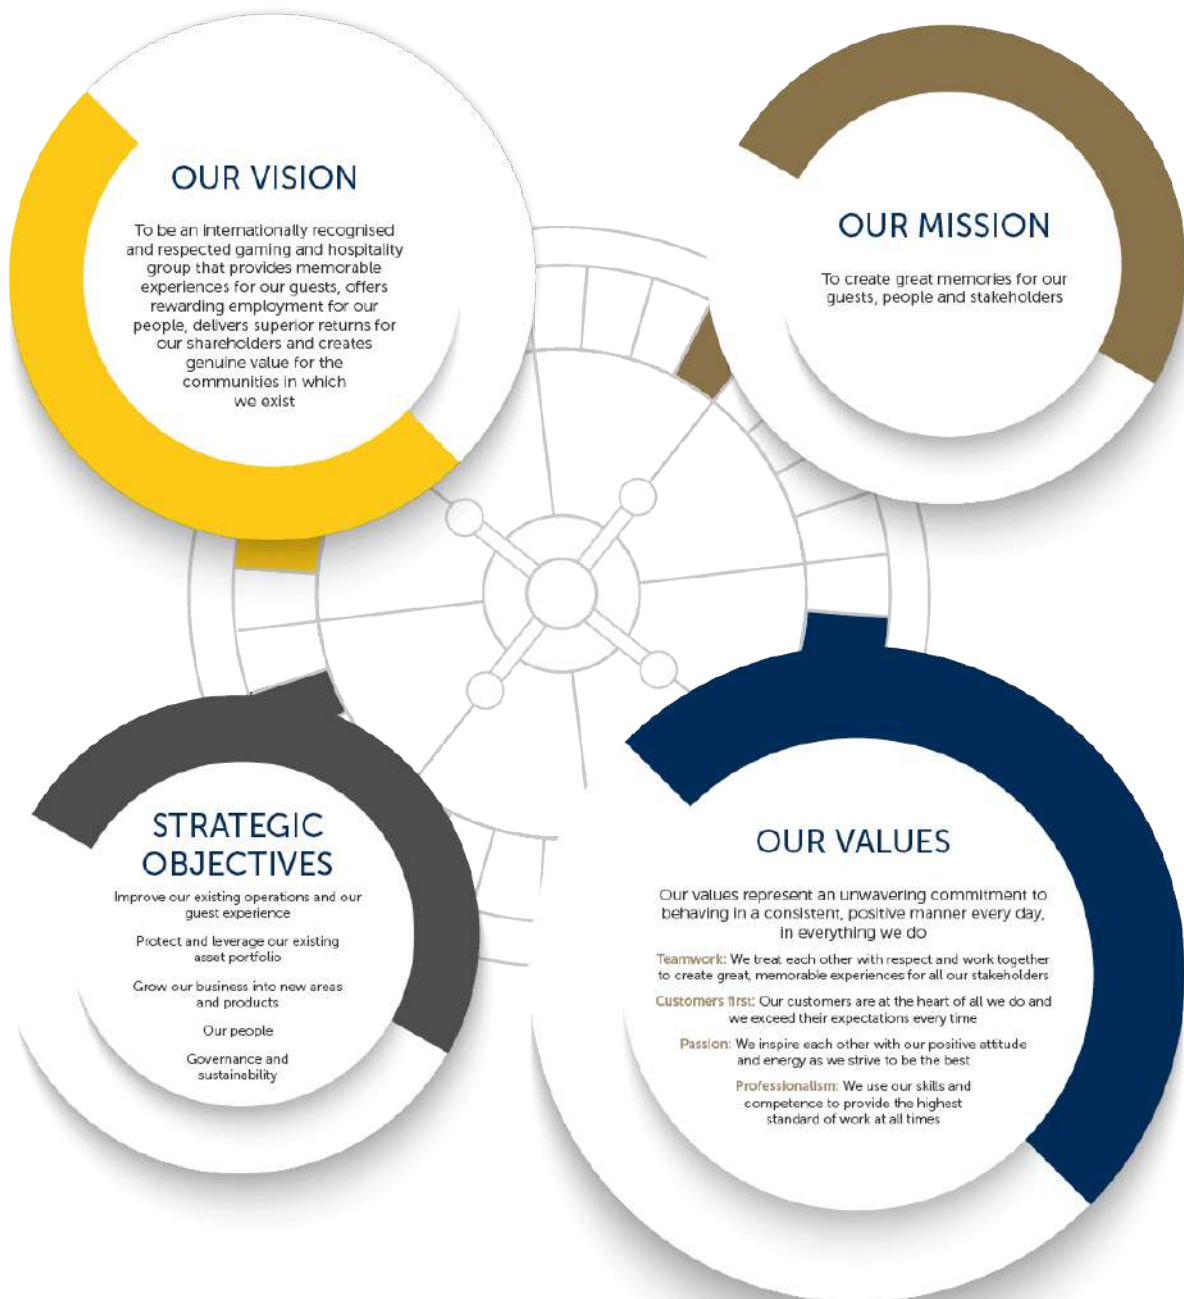 OUR VISION
To be an internationally recognised
and respected gaming and hospitality
group that provides memorable
experiences for our guests, offers
rewarding employment for our
people, delivers superior returns for
our shareholders and creates
genuine value for the
communities in which
we exist
OUR MISSION
To create great memories for our
guests, people and stakeholders
STRATEGIC
OBJECTIVES
Improve our existing operations and our
guest experience
Protect and leverage our existing
asset portfolio
Grow our business into new areas
and products
Our people
Governance and
sustainability
OUR VALUES
Our values represent an unwavering commitment to
behaving in a consistent, positive manner every day,
in everything we do
Teamwork: We treat each other with respect and work together
to create great, memorable experiences for all our stakeholders
Customers first: Our customers are at the heart of all we do and
we exceed their expectations every time
Passion: We inspire each other with our positive attitude
and energy as we strive to be the best
Professionalism: We use our skills and
competence to provide the highest
standard of work at all times